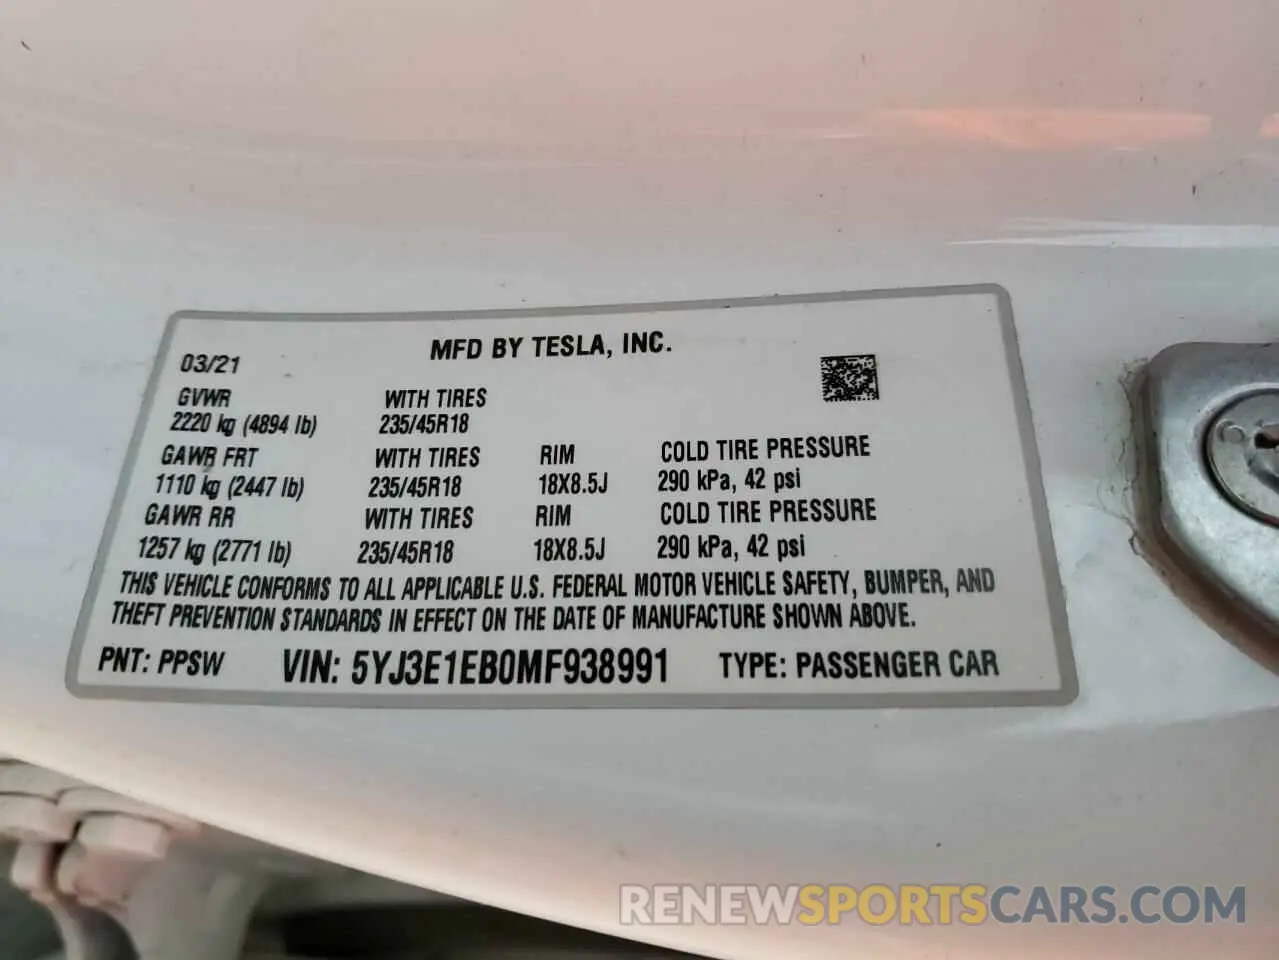 MFD BY TESLA, INC.
03/21
GVWR WITH TIRES
2220 kg (4894 lb) 235/45R18
GAWR FRT WITH TIRES RIM COLD TIRE PRESSURE
1110 kg (2447 lb) 235/45R18 18X8.5J 290 kPa, 42 psi
GAWR RR WITH TIRES RIM COLD TIRE PRESSURE
1257 kg (2771 lb) 235/45R18 18X8.5J 290 kPa, 42 psi
THIS VEHICLE CONFORMS TO ALL APPLICABLE U.S. FEDERAL MOTOR VEHICLE SAFETY, BUMPER, AND
THEFT PREVENTION STANDARDS IN EFFECT ON THE DATE OF MANUFACTURE SHOWN ABOVE.
PNT: PPSW VIN: 5YJ3E1EB0MF938991 TYPE: PASSENGER CAR
RENEWSPORTSCARS.COM